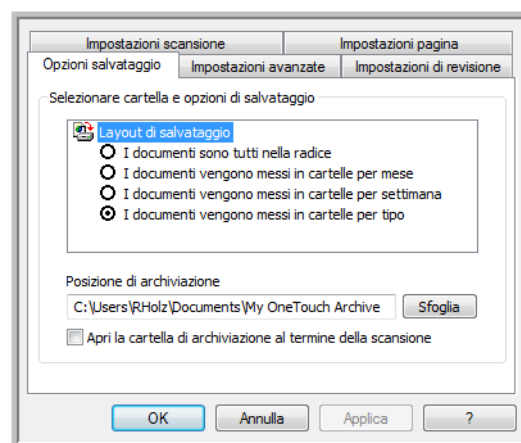 Impostazioni scansione
Impostazioni pagina
Opzioni salvataggio
Impostazioni avanzate
Impostazioni di revisione
Selezionare cartella e opzioni di salvataggio
Layout di salvataggio
I documenti sono tutti nella radice
I documenti vengono messi in cartelle per mese
I documenti vengono messi in cartelle per settimana
I documenti vengono messi in cartelle per tipo
Posizione di archiviazione
C:\Users\RHolz\Documents\My OneTouch Archive
Sfoglia
Apri la cartella di archiviazione al termine della scansione
OK
Annulla
Applica
?